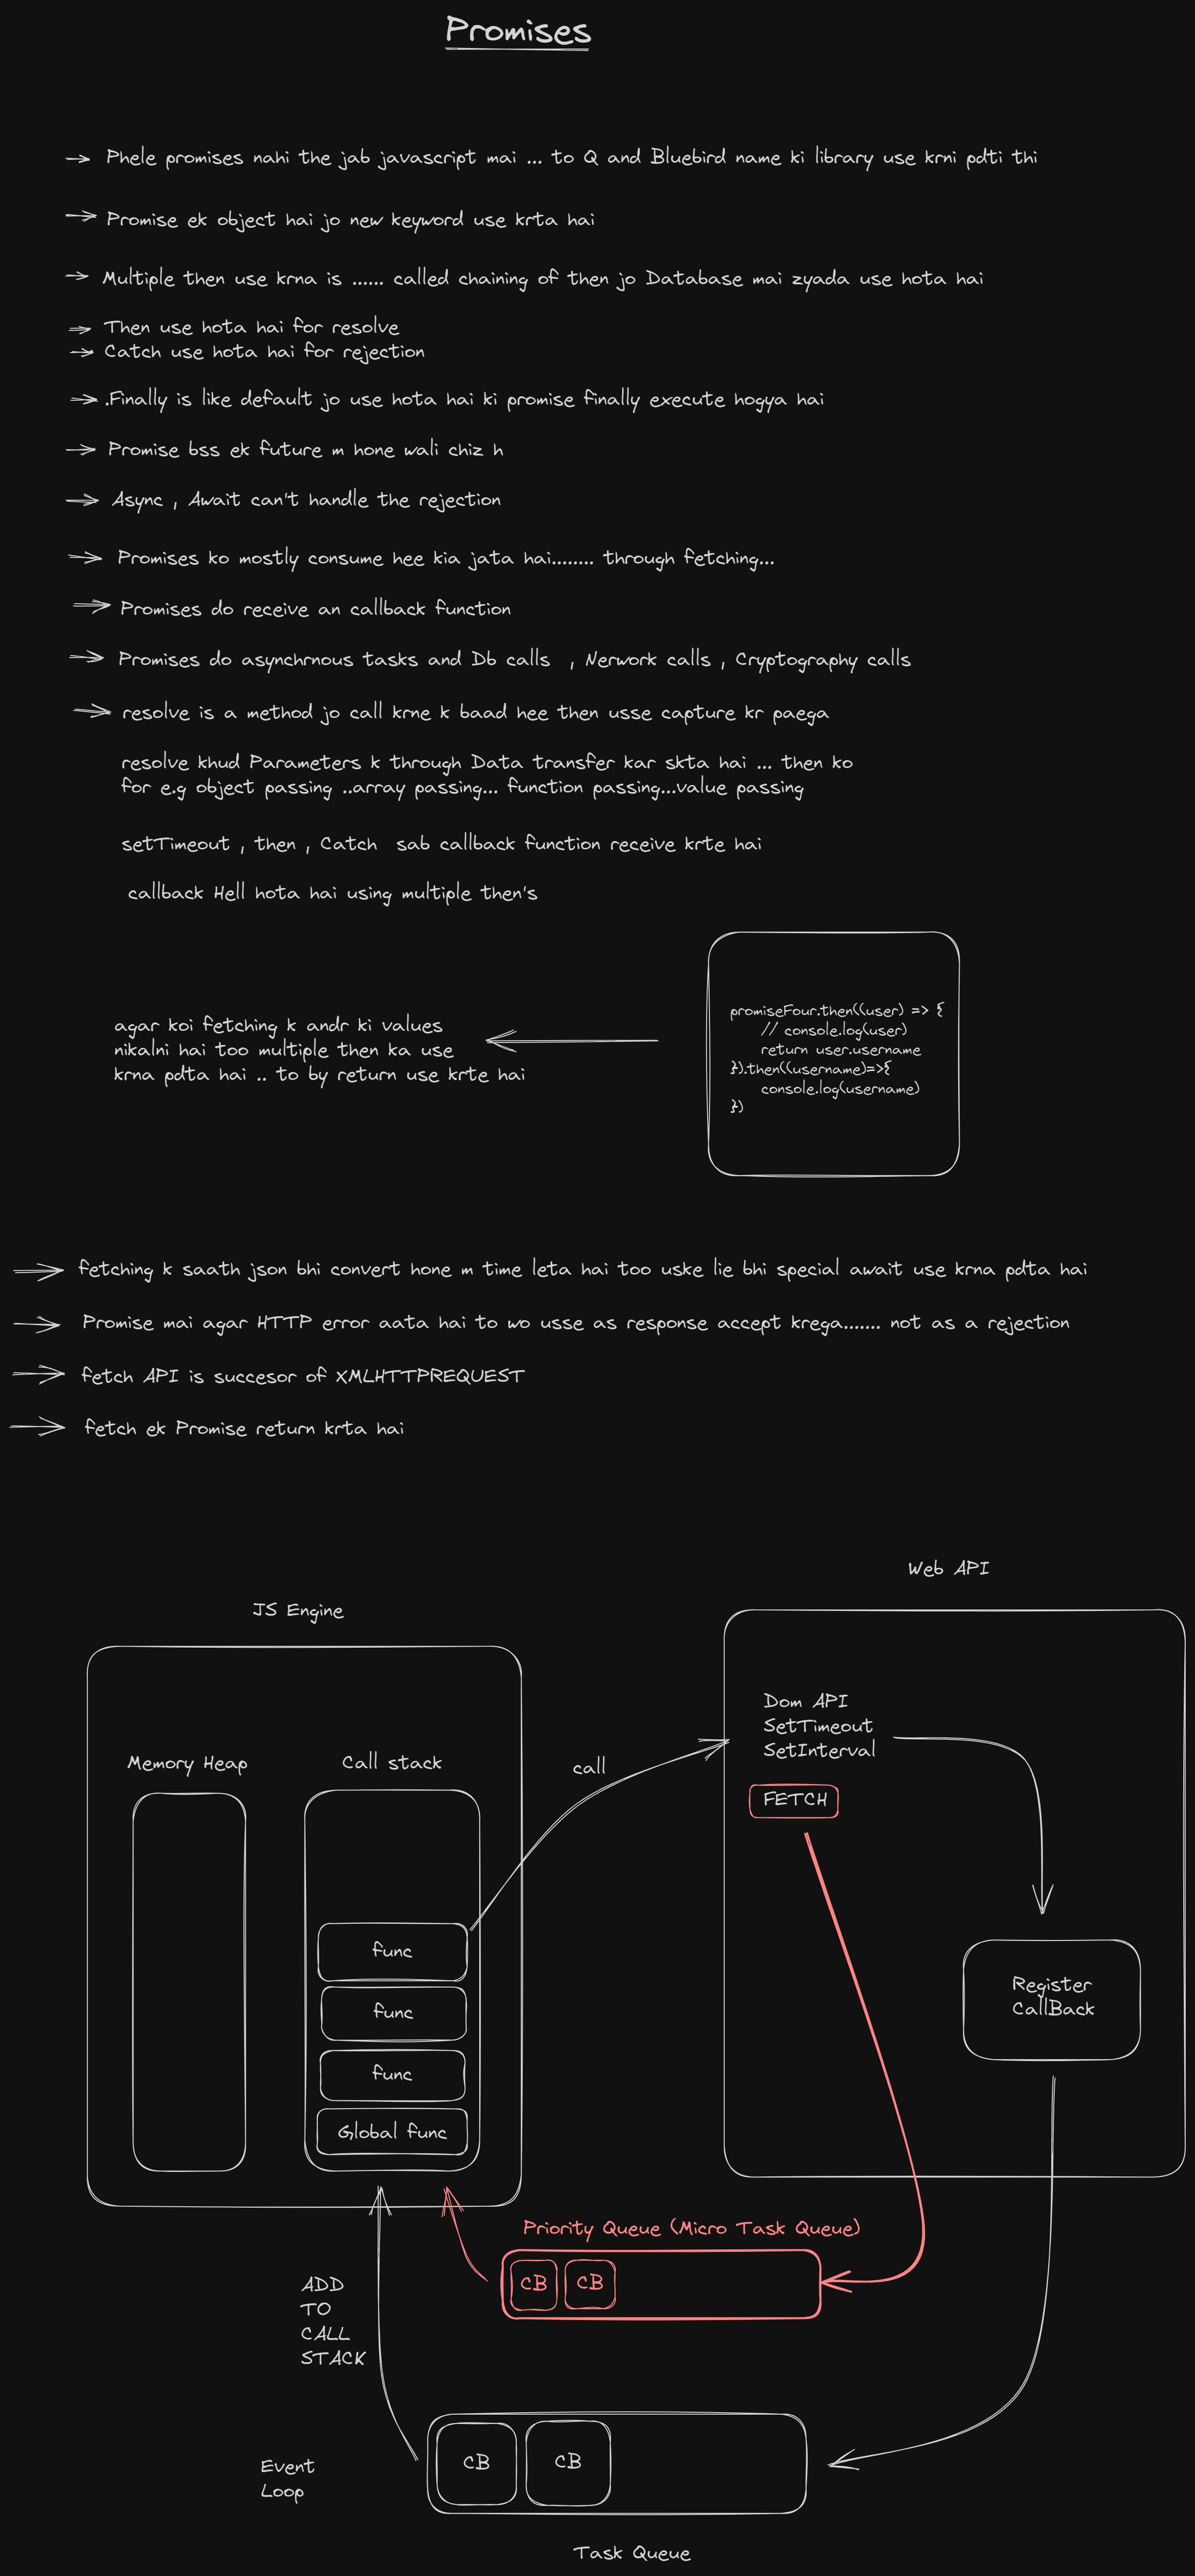 Promises
Phele promises nahi the jab javascript mai ... to Q and Bluebird name ki library use krni pdti thi
Promise ek object hai jo new keyword use krta hai
Multiple then use krna is ...... called chaining of then jo Database mai zyada use hota hai
Then use hota hai for resolve
Catch use hota hai for rejection
.Finally is like default jo use hota hai ki promise finally execute hogya hai
Promise bss ek future m hone wali chiz h
Async , Await can't handle the rejection
Promises ko mostly consume hee kia jata hai........ through fetching...
Promises do receive an callback function
Promises do asynchrnous tasks and Db calls , Nerwork calls , Cryptography calls
resolve is a method jo call krne k baad hee then usse capture kr paega
resolve khud Parameters k through Data transfer kar skta hai ... then ko
for e.g object passing ..array passing... function passing...value passing
setTimeout , then , Catch sab callback function receive krte hai
callback Hell hota hai using multiple then's
agar koi fetching k andr ki values
nikalni hai too multiple then ka use
krna pdta hai .. to by return use krte hai
promiseFour.then((user) => {
// console.log(user)
return user.username
}).then((username)=>{
console.log(username)
})
fetching k saath json bhi convert hone m time leta hai too uske lie bhi special await use krna pdta hai
Promise mai agar HTTP error aata hai to wo usse as response accept krega....... not as a rejection
fetch API is succesor of XMLHTTPREQUEST
fetch ek Promise return krta hai
Web API
JS Engine
Dom API
SetTimeout
SetInterval
Memory Heap
Call stack
call
FETCH
func
func
func
Global func
Register
CallBack
Priority Queue (Micro Task Queue)
CB
CB
ADD
TO
CALL
STACK
CB
CB
Event
Loop
Task Queue